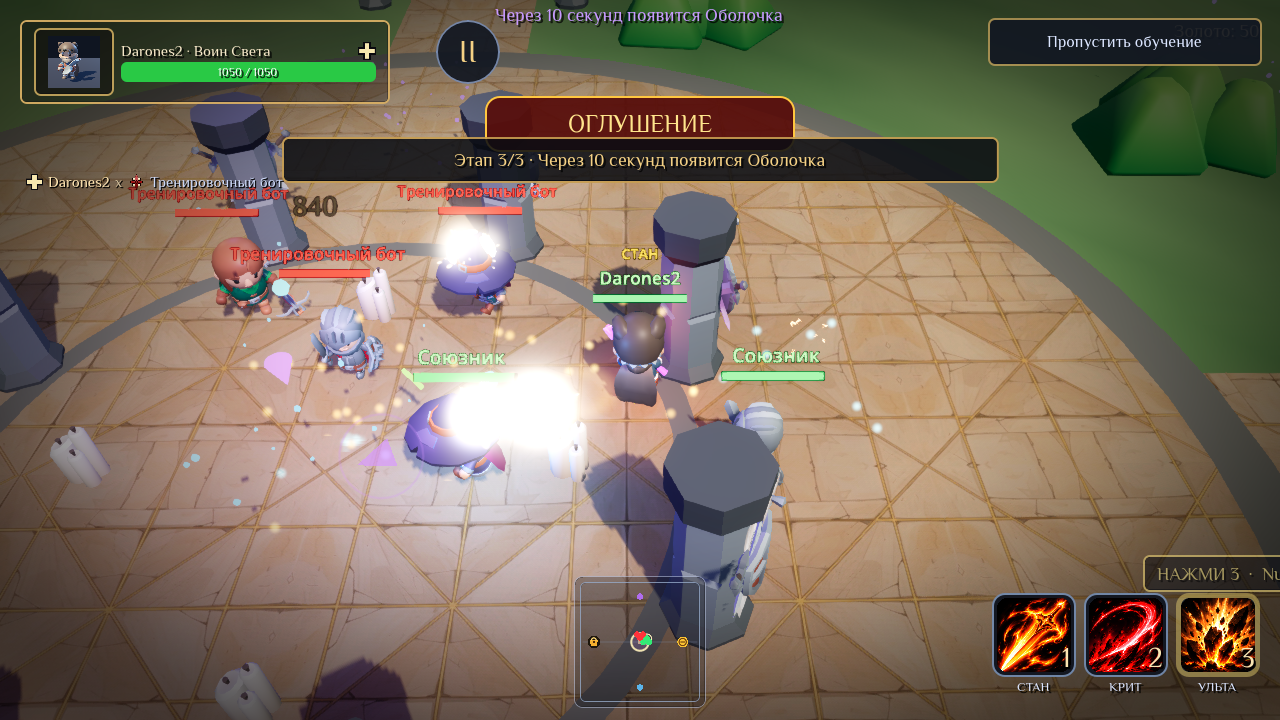 Через 10 секунд появится Оболочка
Darones2 · Воин Света
1050 / 1050
Пропустить обучение
Золото: 50
ОГЛУШЕНИЕ
Этап 3/3 · Через 10 секунд появится Оболочка
Darones2 x Тренировочный бот
Тренировочный бот
840
Тренировочный бот
Тренировочный бот
СТАН
Darones2
Союзник
Союзник
НАЖМИ 3 ·
1
2
3
СТАН
КРИТ
УЛЬТА